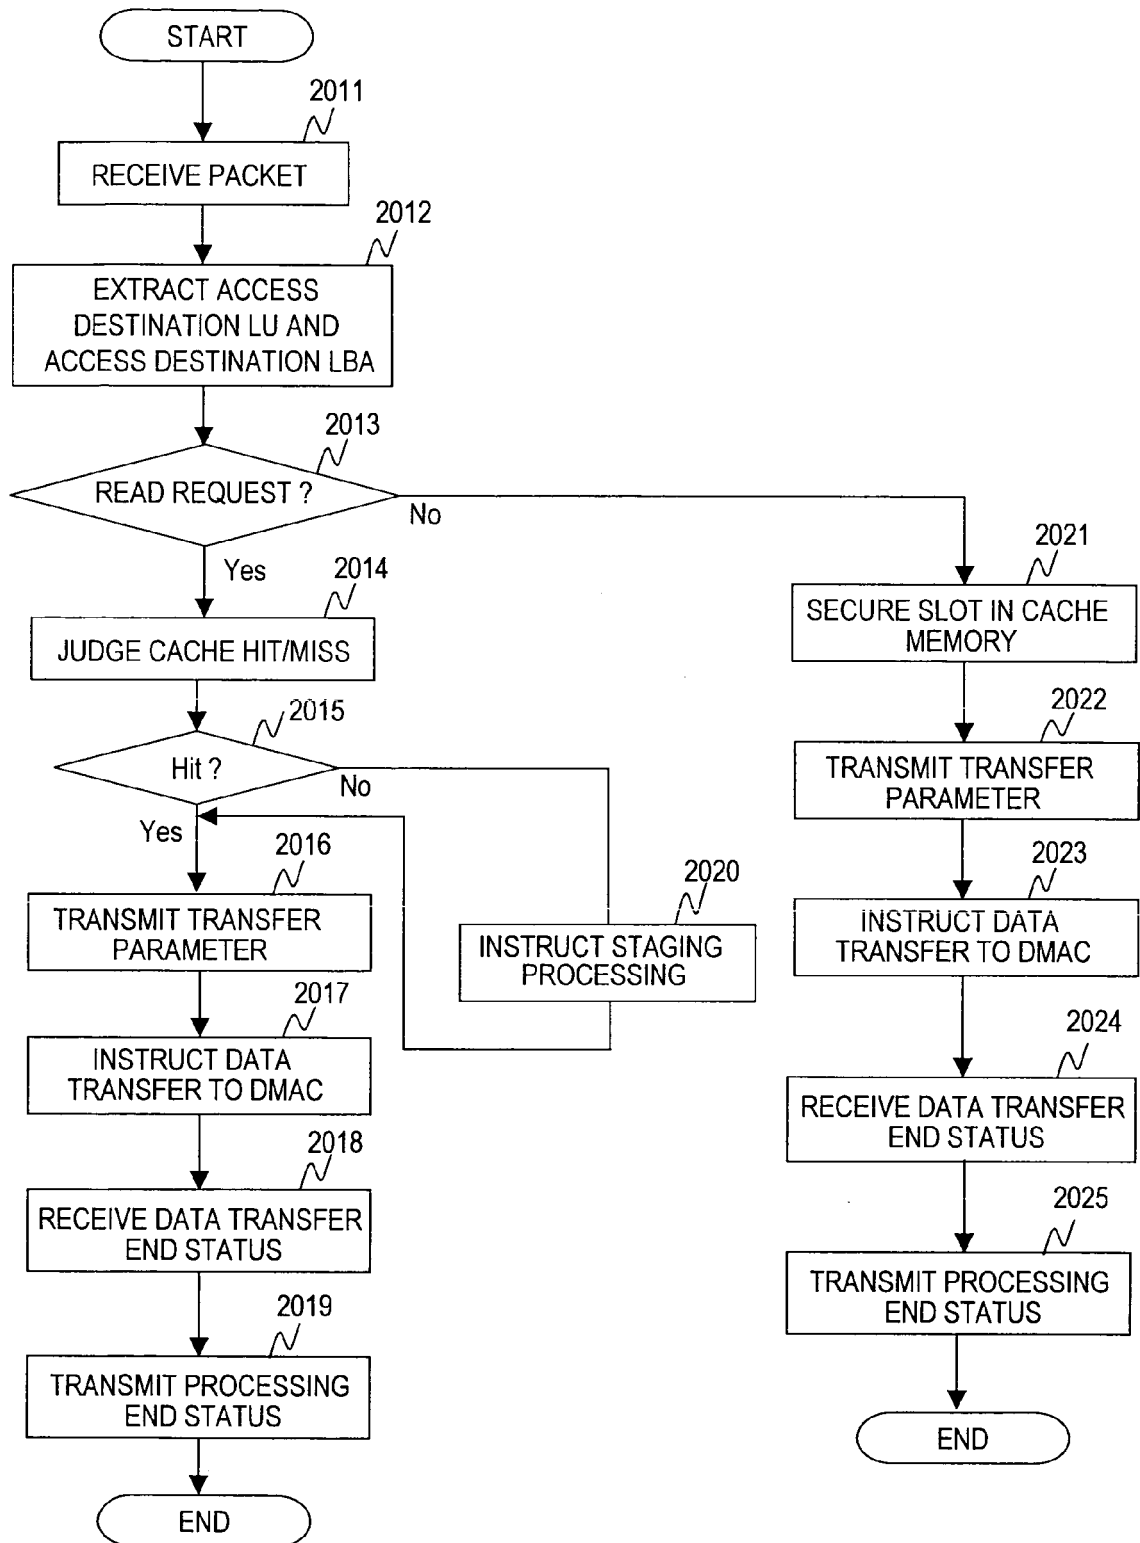 START
2011
RECEIVE PACKET
2012
EXTRACT ACCESS
DESTINATION LU AND
ACCESS DESTINATION LBA
2013
READ REQUEST ?
No
Yes
2014
JUDGE CACHE HIT/MISS
2015
Hit ?
No
Yes
2016
TRANSMIT TRANSFER
PARAMETER
2020
INSTRUCT STAGING
PROCESSING
2017
INSTRUCT DATA
TRANSFER TO DMAC
2018
RECEIVE DATA TRANSFER
END STATUS
2019
TRANSMIT PROCESSING
END STATUS
END
2021
SECURE SLOT IN CACHE
MEMORY
2022
TRANSMIT TRANSFER
PARAMETER
2023
INSTRUCT DATA
TRANSFER TO DMAC
2024
RECEIVE DATA TRANSFER
END STATUS
2025
TRANSMIT PROCESSING
END STATUS
END